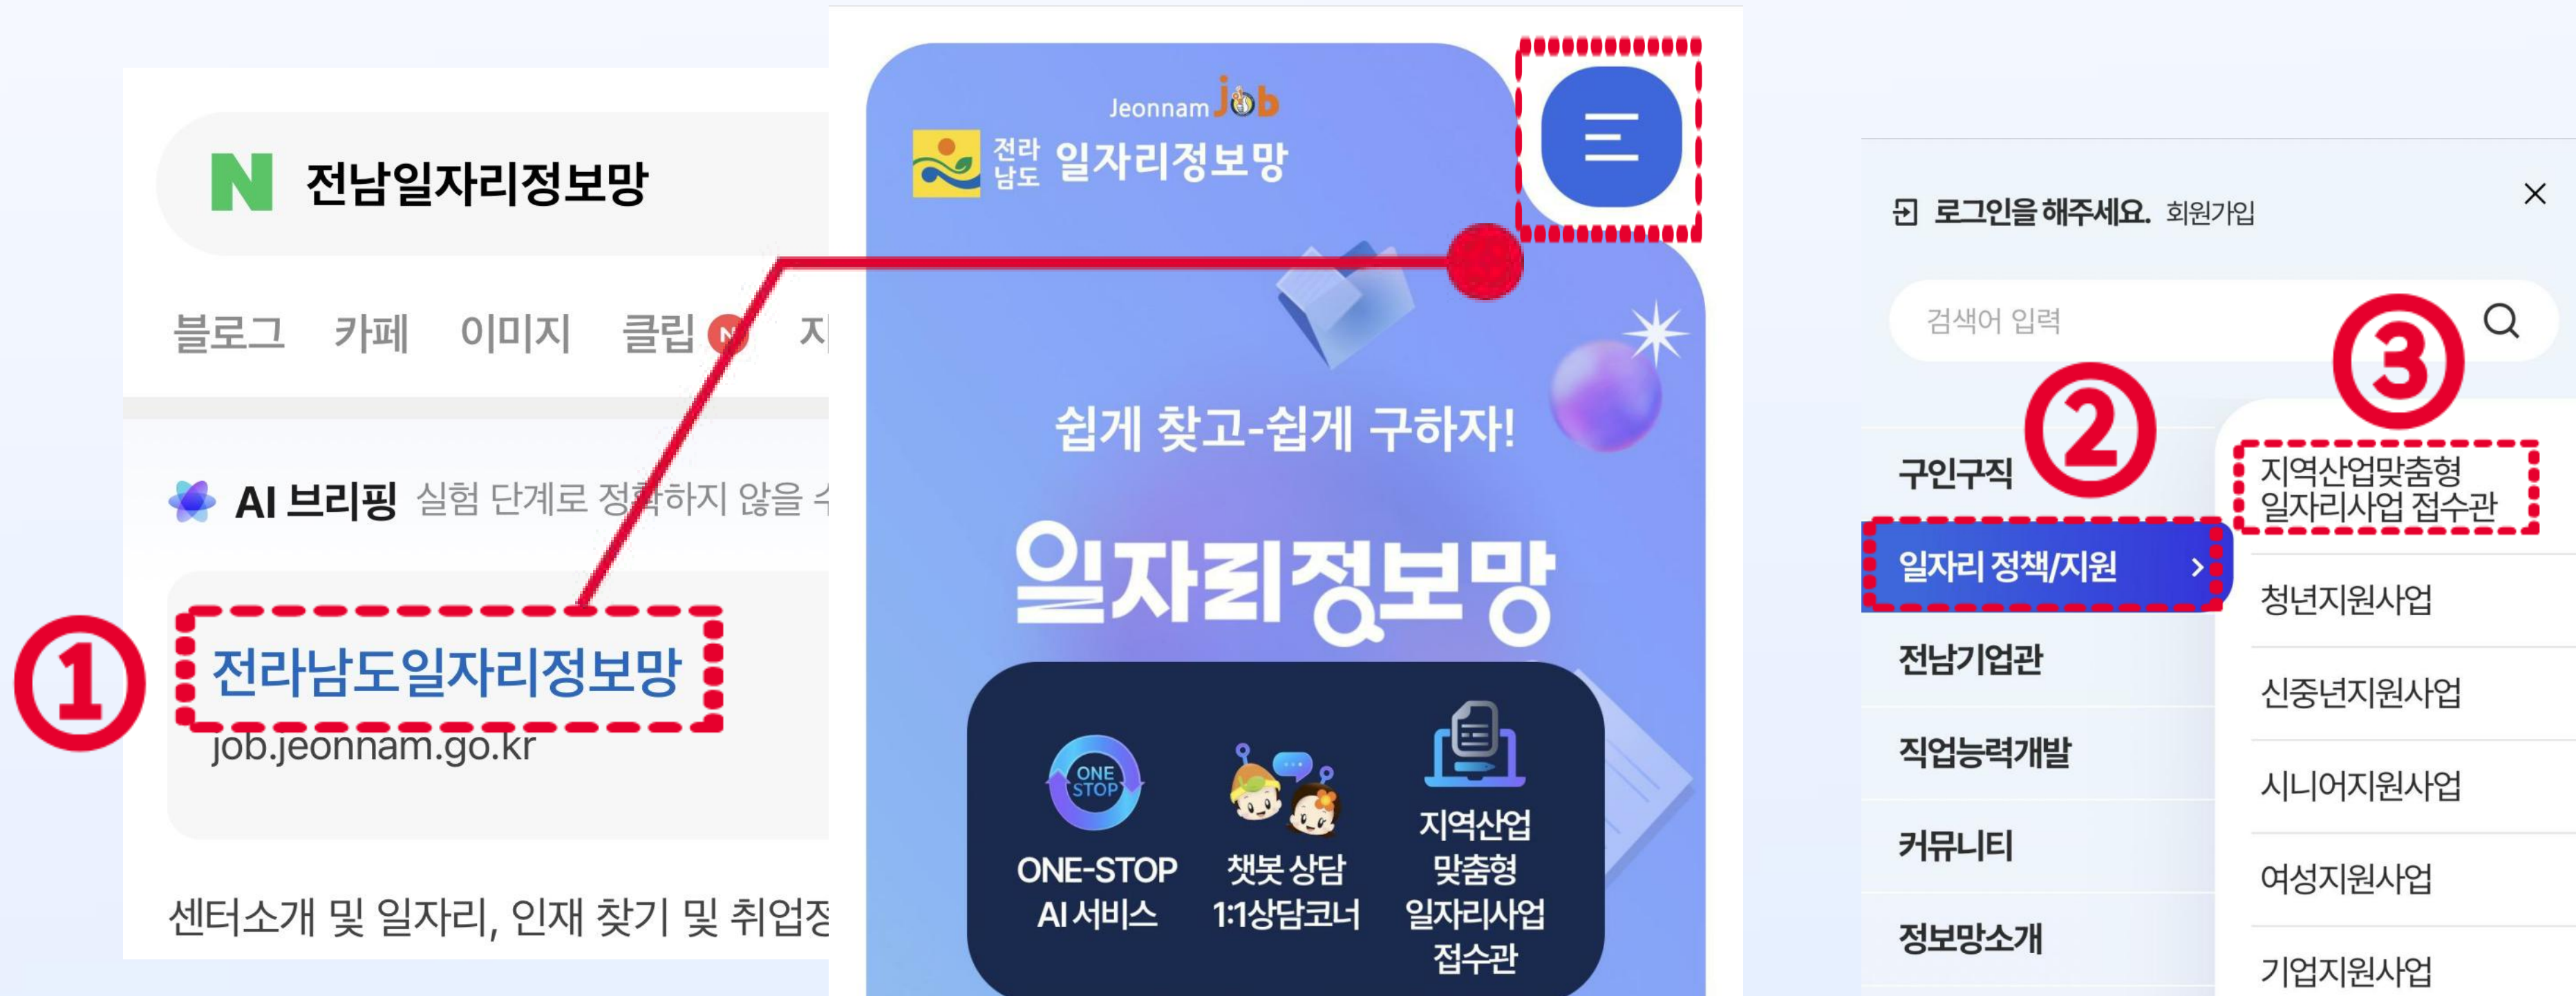 N 전남일자리정보망
블로그 카페 이미지 클립 N
AI 브리핑 실험 단계로 정확하지 않을
①
전라남도일자리정보망
job.jeonnam.go.kr
센터소개 및 일자리, 인재 찾기 및
Jeonnam job
전라
남도
일자리정보망
쉽게 찾고-쉽게 구하자!
일자리정보망
ONE
STOP
ONE-STOP
AI 서비스
챗봇 상담
1:1상담코너
지역산업
맞춤형
일자리사업
접수관
로그인을 해주세요. 회원가입
검색어 입력
②
구인구직
일자리 정책/지원
전남기업관
직업능력개발
커뮤니티
정보망소개
③
지역산업맞춤형
일자리사업 접수관
청년지원사업
신중년지원사업
시니어지원사업
여성지원사업
기업지원사업